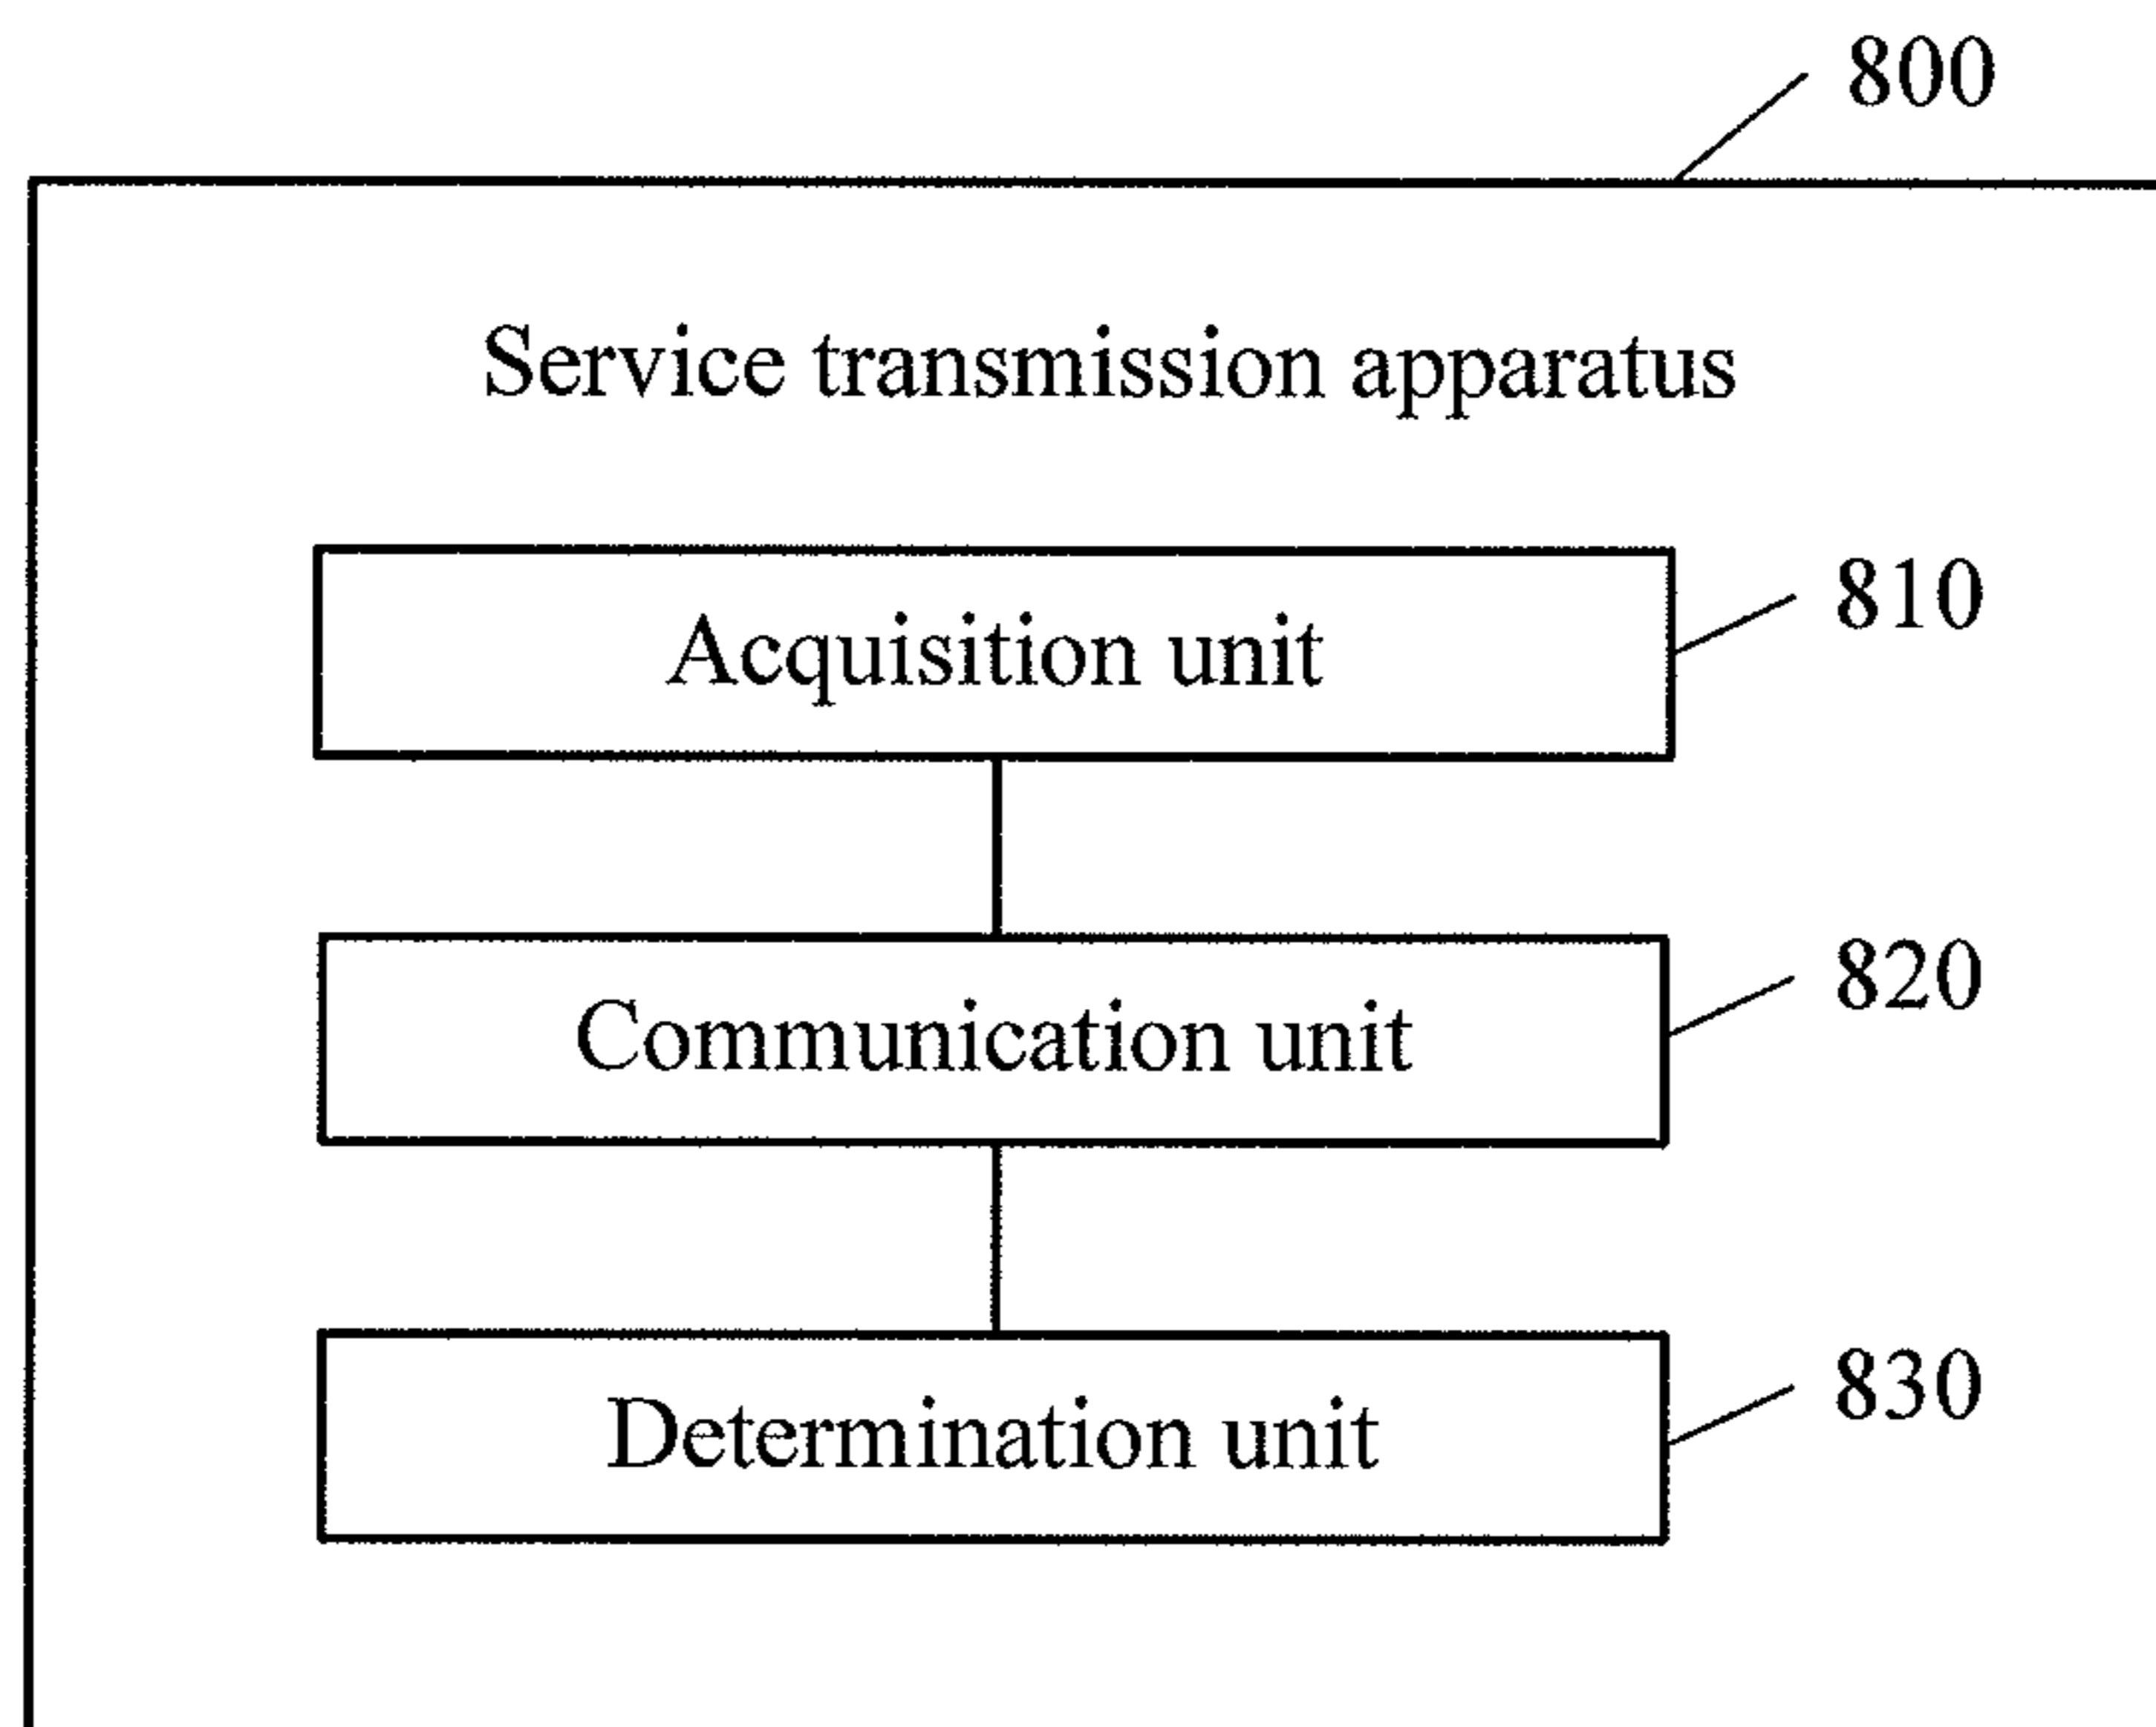 800
Service transmission apparatus
Acquisition unit
810
Communication unit
820
Determination unit
830